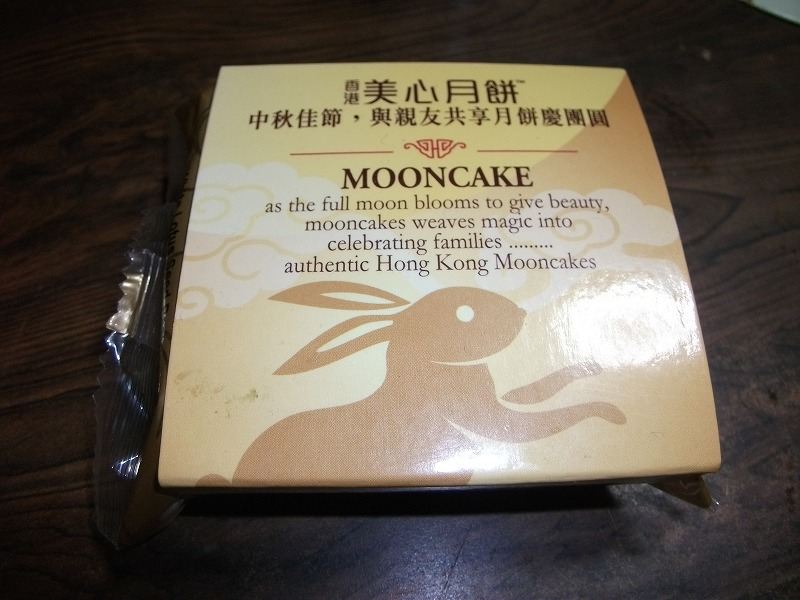 香港美心月餅™
中秋佳節,與親友共享月餅慶團圓
MOONCAKE
as the full moon blooms to give beauty,
mooncakes weaves magic into
celebrating families .........
authentic Hong Kong Mooncakes